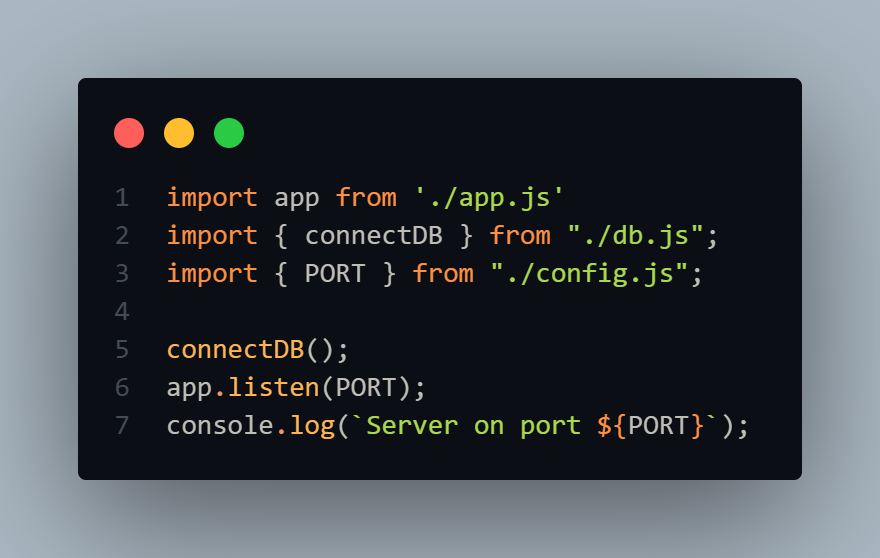 1 import app from './app.js'
2 import { connectDB } from "./db.js";
3 import { PORT } from "./config.js";
4
5 connectDB();
6 app.listen(PORT);
7 console.log(`Server on port ${PORT}`);